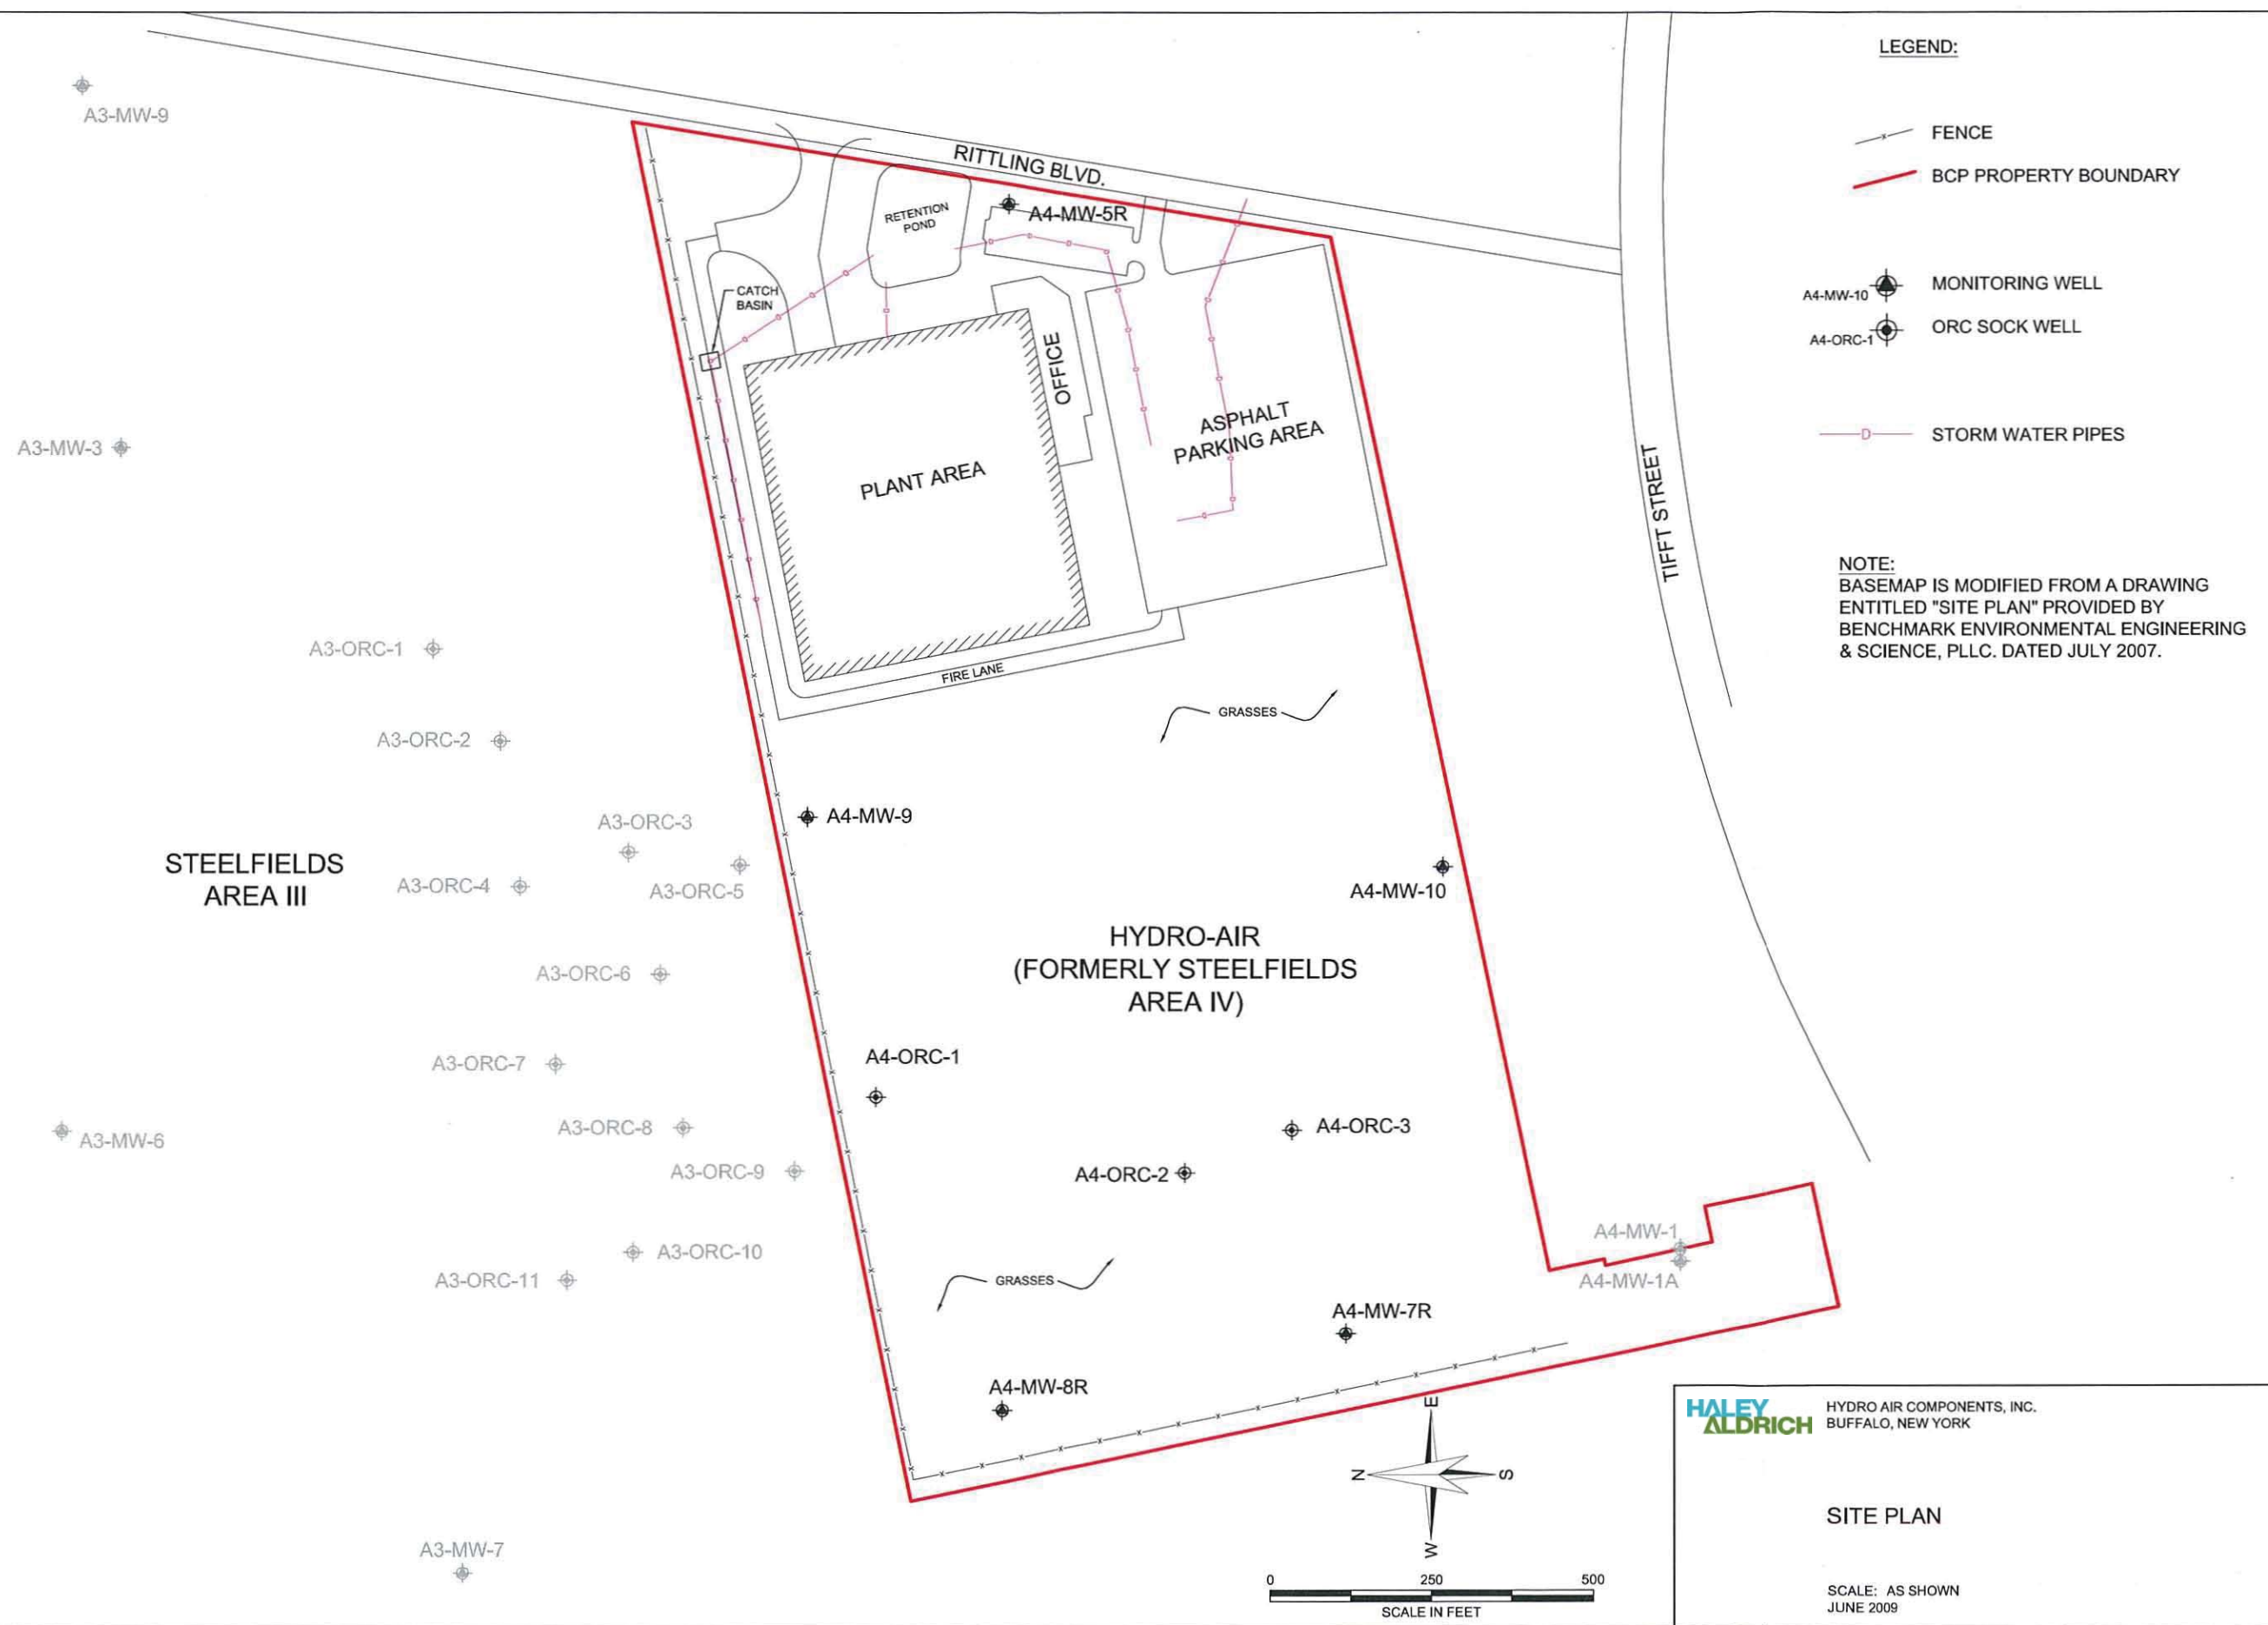 LEGEND:
FENCE
BCP PROPERTY BOUNDARY
A4-MW-10
MONITORING WELL
A4-ORC-1
ORC SOCK WELL
D
STORM WATER PIPES
NOTE:
BASEMAP IS MODIFIED FROM A DRAWING
ENTITLED "SITE PLAN" PROVIDED BY
BENCHMARK ENVIRONMENTAL ENGINEERING
& SCIENCE, PLLC. DATED JULY 2007.
A3-MW-9
RITTLING BLVD.
RETENTION
POND
A4-MW-5R
CATCH
BASIN
OFFICE
ASPHALT
PARKING AREA
PLANT AREA
TIFFT STREET
A3-MW-3
A3-ORC-1
FIRE LANE
GRASSES
A3-ORC-2
A4-MW-9
A3-ORC-3
STEELFIELDS
AREA III
A3-ORC-4
A3-ORC-5
A4-MW-10
HYDRO-AIR
(FORMERLY STEELFIELDS
AREA IV)
A3-ORC-6
A4-ORC-1
A3-ORC-7
A3-ORC-8
A4-ORC-3
A3-MW-6
A3-ORC-9
A4-ORC-2
A4-MW-1
A3-ORC-10
A3-ORC-11
GRASSES
A4-MW-1A
A4-MW-7R
A4-MW-8R
E
N
S
W
A3-MW-7
0 250 500
SCALE IN FEET
HALEY
ALDRICH
HYDRO AIR COMPONENTS, INC.
BUFFALO, NEW YORK
SITE PLAN
SCALE: AS SHOWN
JUNE 2009